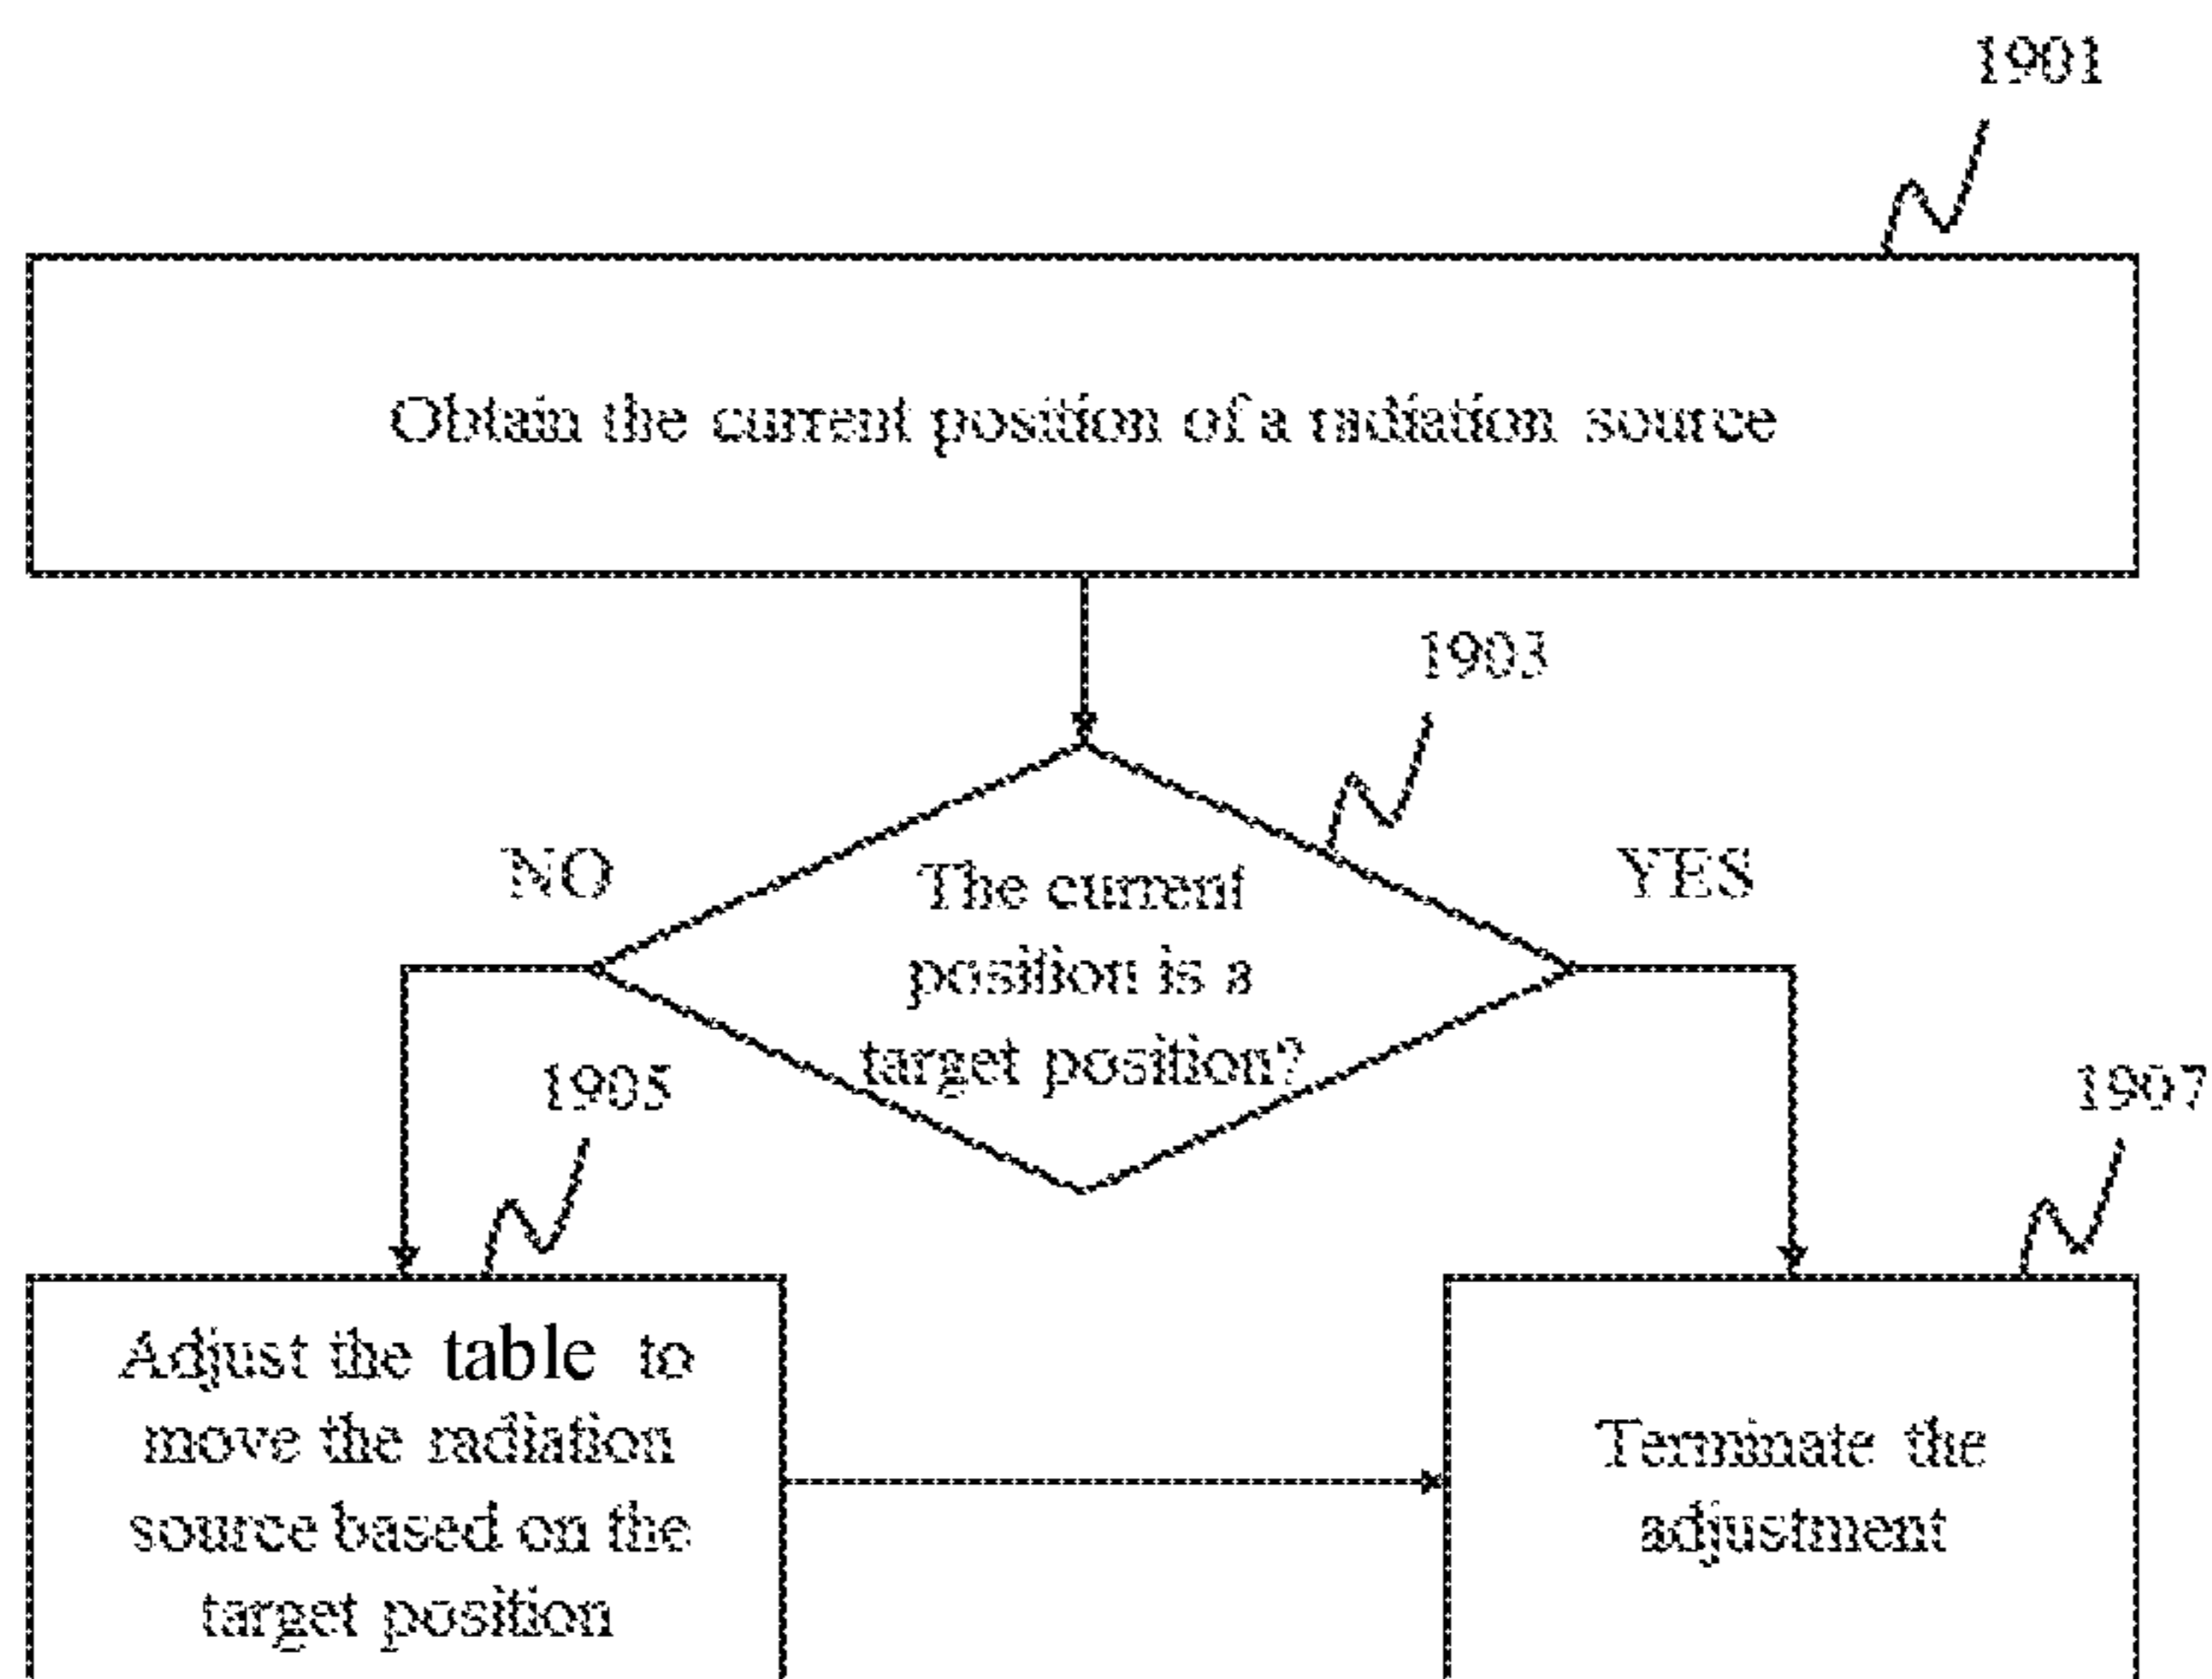 1901
Obtain the current position of a radiation source
1903
NO
YES
The current
position is a
target position?
1905
1907
Adjust the table to
move the radiation
source based on the
target position
Terminate the
adjustment